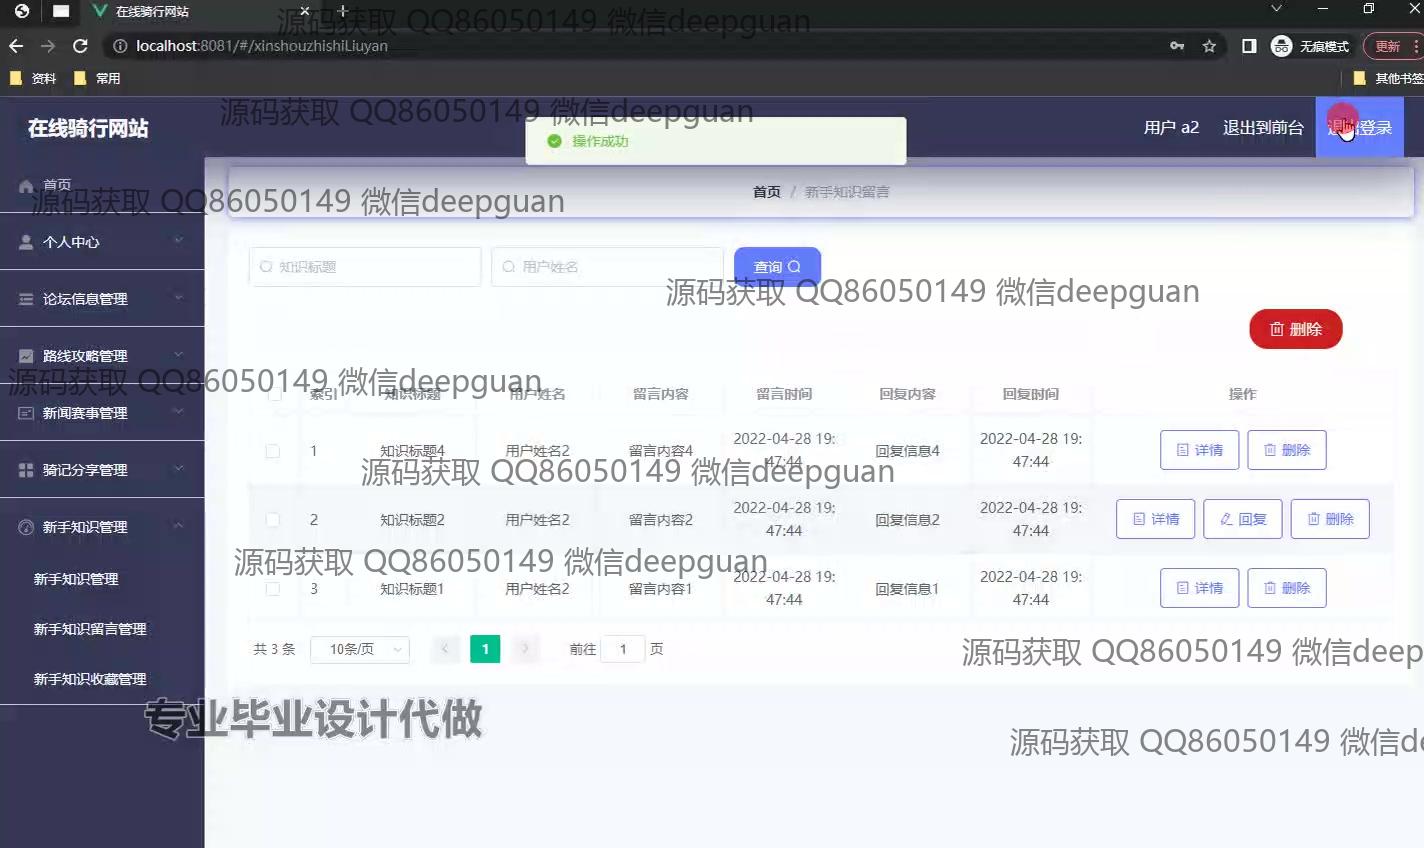 在线骑行网站
源码获取 QQ86050149 微信deepguan
localhost:8081/#/xinshouzhishiLiuyan
无痕模式
更新
资料
常用
其他书签
在线骑行网站
源码获取 QQ86050149 微信deepguan
用户 a2
退出到前台
退出登录
操作成功
首页
首页 / 新手知识留言
源码获取 QQ86050149 微信deepguan
个人中心
知识标题
用户姓名
查询
论坛信息管理
源码获取 QQ86050149 微信deepguan
删除
路线攻略管理
源码获取 QQ86050149 微信deepguan
索引 知识标题 用户姓名 留言内容 留言时间 回复内容 回复时间 操作
新闻赛事管理
1 知识标题4 用户姓名2 留言内容4 2022-04-28 19:47:44 回复信息4 2022-04-28 19:47:44 详情 删除
骑记分享管理
源码获取 QQ86050149 微信deepguan
2 知识标题2 用户姓名2 留言内容2 2022-04-28 19:47:44 回复信息2 2022-04-28 19:47:44 详情 回复 删除
新手知识管理
源码获取 QQ86050149 微信deepguan
3 知识标题1 用户姓名2 留言内容1 2022-04-28 19:47:44 回复信息1 2022-04-28 19:47:44 详情 删除
新手知识管理
新手知识留言管理
共 3 条 10条/页 1 前往 1 页
源码获取 QQ86050149 微信deep
新手知识收藏管理
专业毕业设计代做
源码获取 QQ86050149 微信de